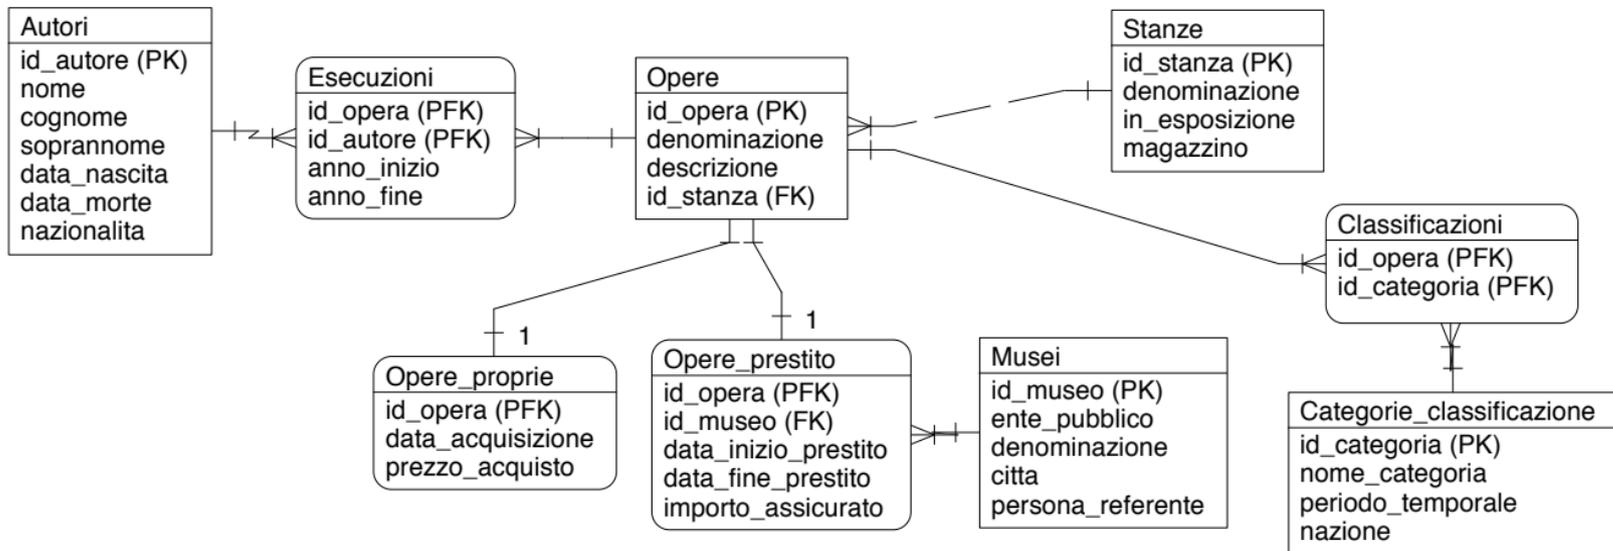 Autori
id_autore (PK)
nome
cognome
soprannome
data_nascita
data_morte
nazionalita
Esecuzioni
id_opera (PFK)
id_autore (PFK)
anno_inizio
anno_fine
Opere
id_opera (PK)
denominazione
descrizione
id_stanza (FK)
Stanze
id_stanza (PK)
denominazione
in_esposizione
magazzino
Classificazioni
id_opera (PFK)
id_categoria (PFK)
1
Opere_proprie
id_opera (PFK)
data_acquisizione
prezzo_acquisto
1
Opere_prestito
id_opera (PFK)
id_museo (FK)
data_inizio_prestito
data_fine_prestito
importo_assicurato
Musei
id_museo (PK)
ente_pubblico
denominazione
citta
persona_referente
Categorie_classificazione
id_categoria (PK)
nome_categoria
periodo_temporale
nazione